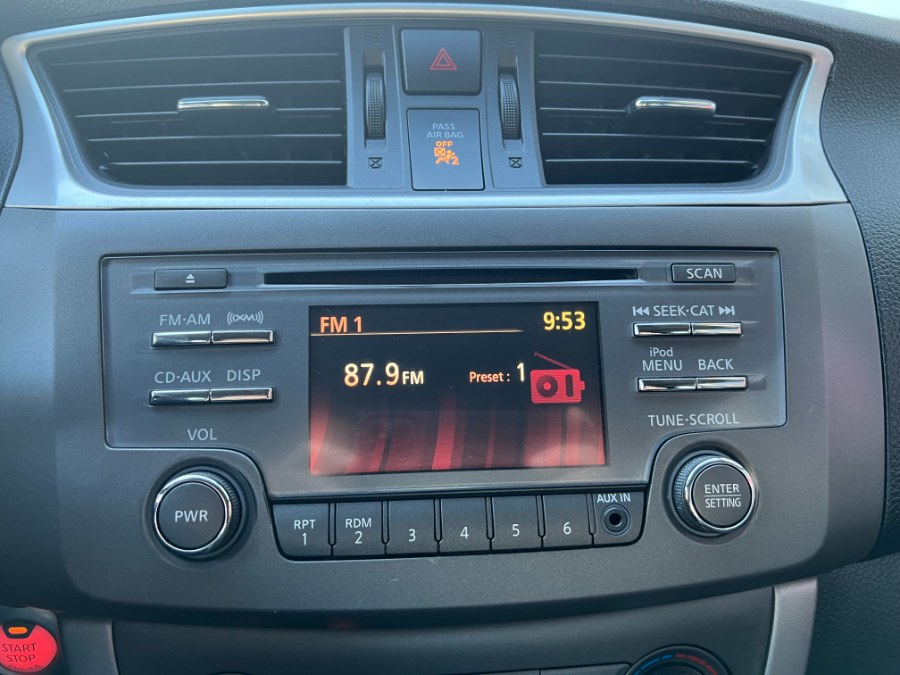 PASS
AIR BAG
OFF
2
SCAN
FM·AM
(((XM)))
SEEK·CAT
FM 1
9:53
CD·AUX
DISP
iPod
MENU
BACK
87.9FM
Preset : 1
VOL
TUNE·SCROLL
PWR
RPT
1
RDM
2
3
4
5
6
AUX IN
ENTER
SETTING
START
STOP